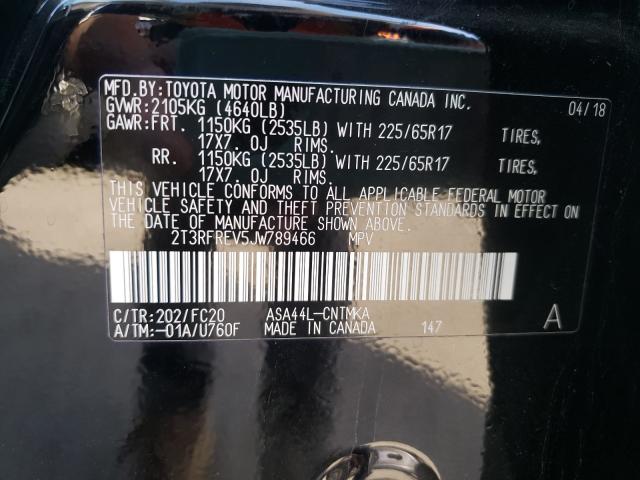 MFD.BY:TOYOTA MOTOR MANUFACTURING CANADA INC.
GVWR:2105KG (4640LB) 04/18
GAWR:FRT. 1150KG (2535LB) WITH 225/65R17 TIRES,
17X7.0J RIMS.
RR. 1150KG (2535LB) WITH 225/65R17 TIRES,
17X7.0J RIMS.
THIS VEHICLE CONFORMS TO ALL APPLICABLE FEDERAL MOTOR
VEHICLE SAFETY AND THEFT PREVENTION STANDARDS IN EFFECT ON
THE DATE OF MANUFACTURE SHOWN ABOVE.
2T3RFREV5JW789466 MPV
C/TR:202/FC20 ASA44L-CNTMKA
A/TM:-01A/U760F MADE IN CANADA 147 A